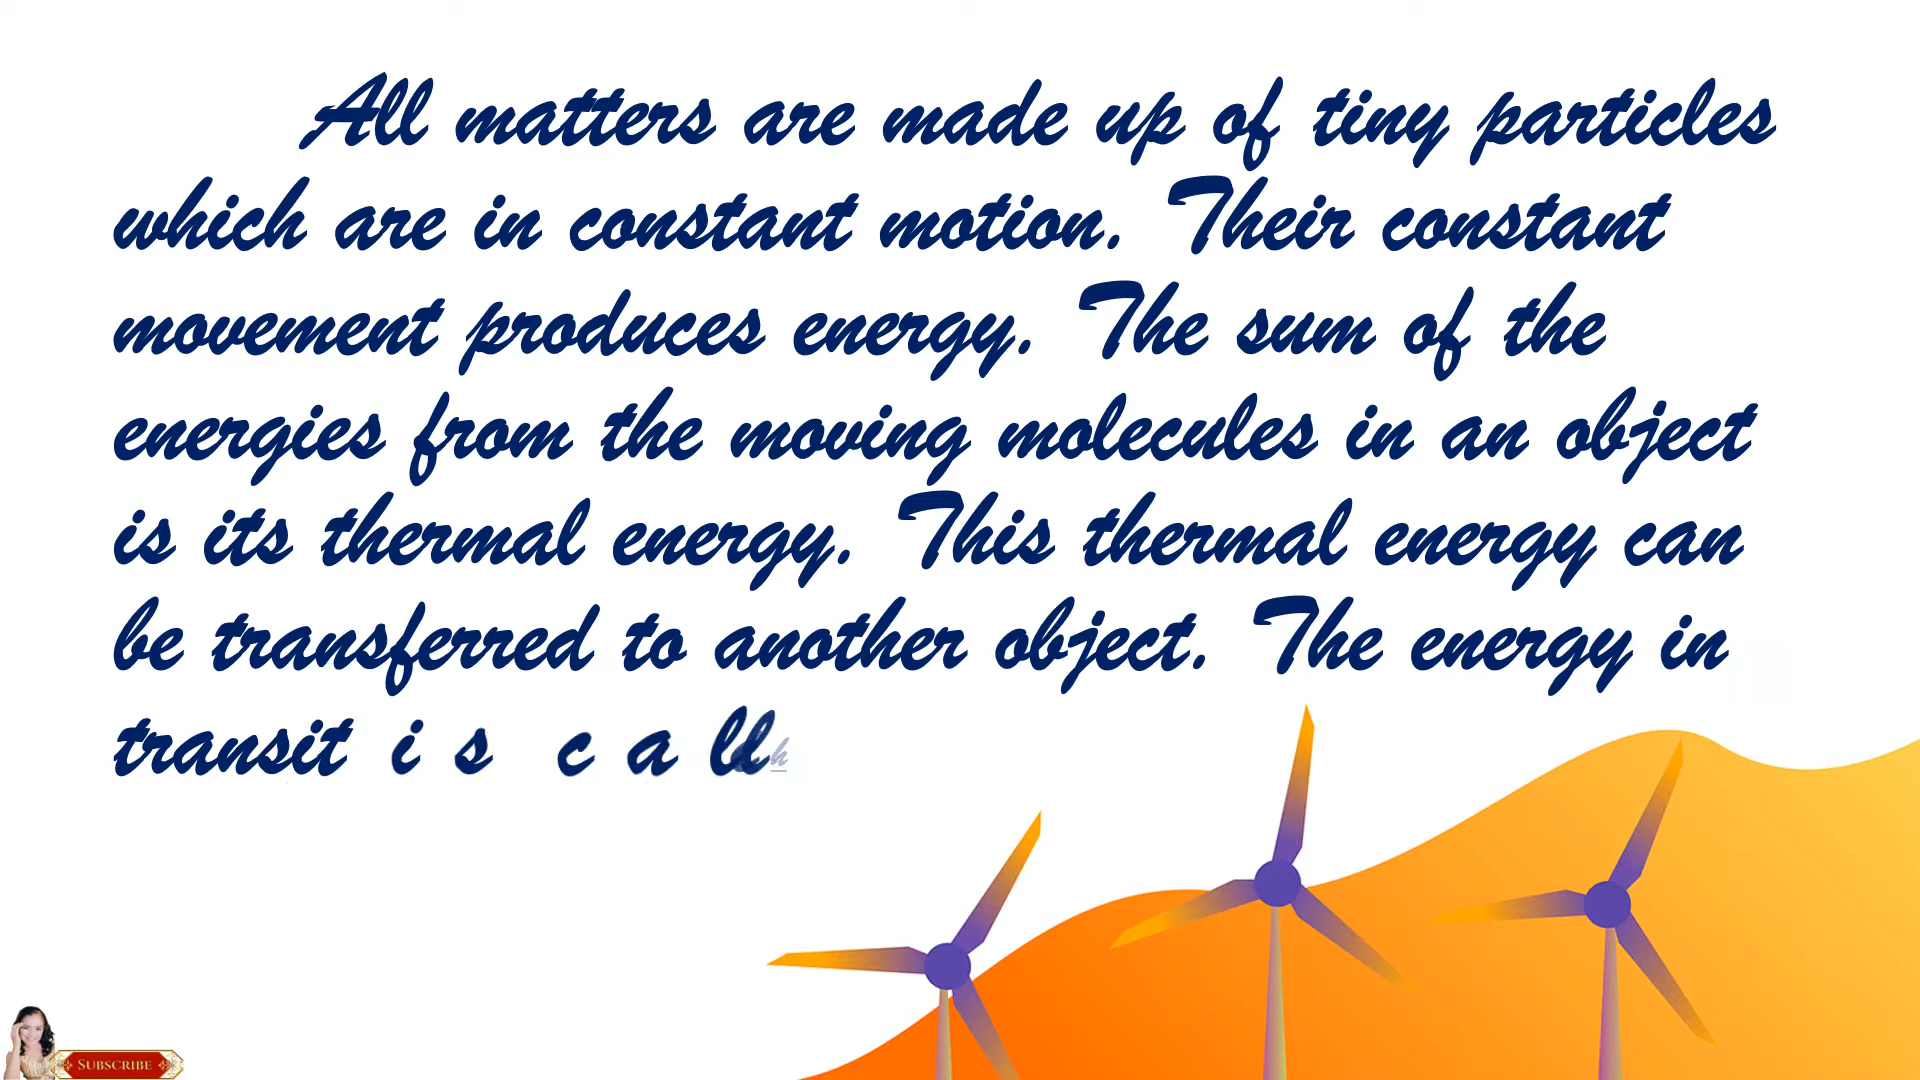 All matters are made up of tiny particles
which are in constant motion. Their constant
movement produces energy. The sum of the
energies from the moving molecules in an object
is its thermal energy. This thermal energy can
be transferred to another object. The energy in
transit is call
SUBSCRIBE